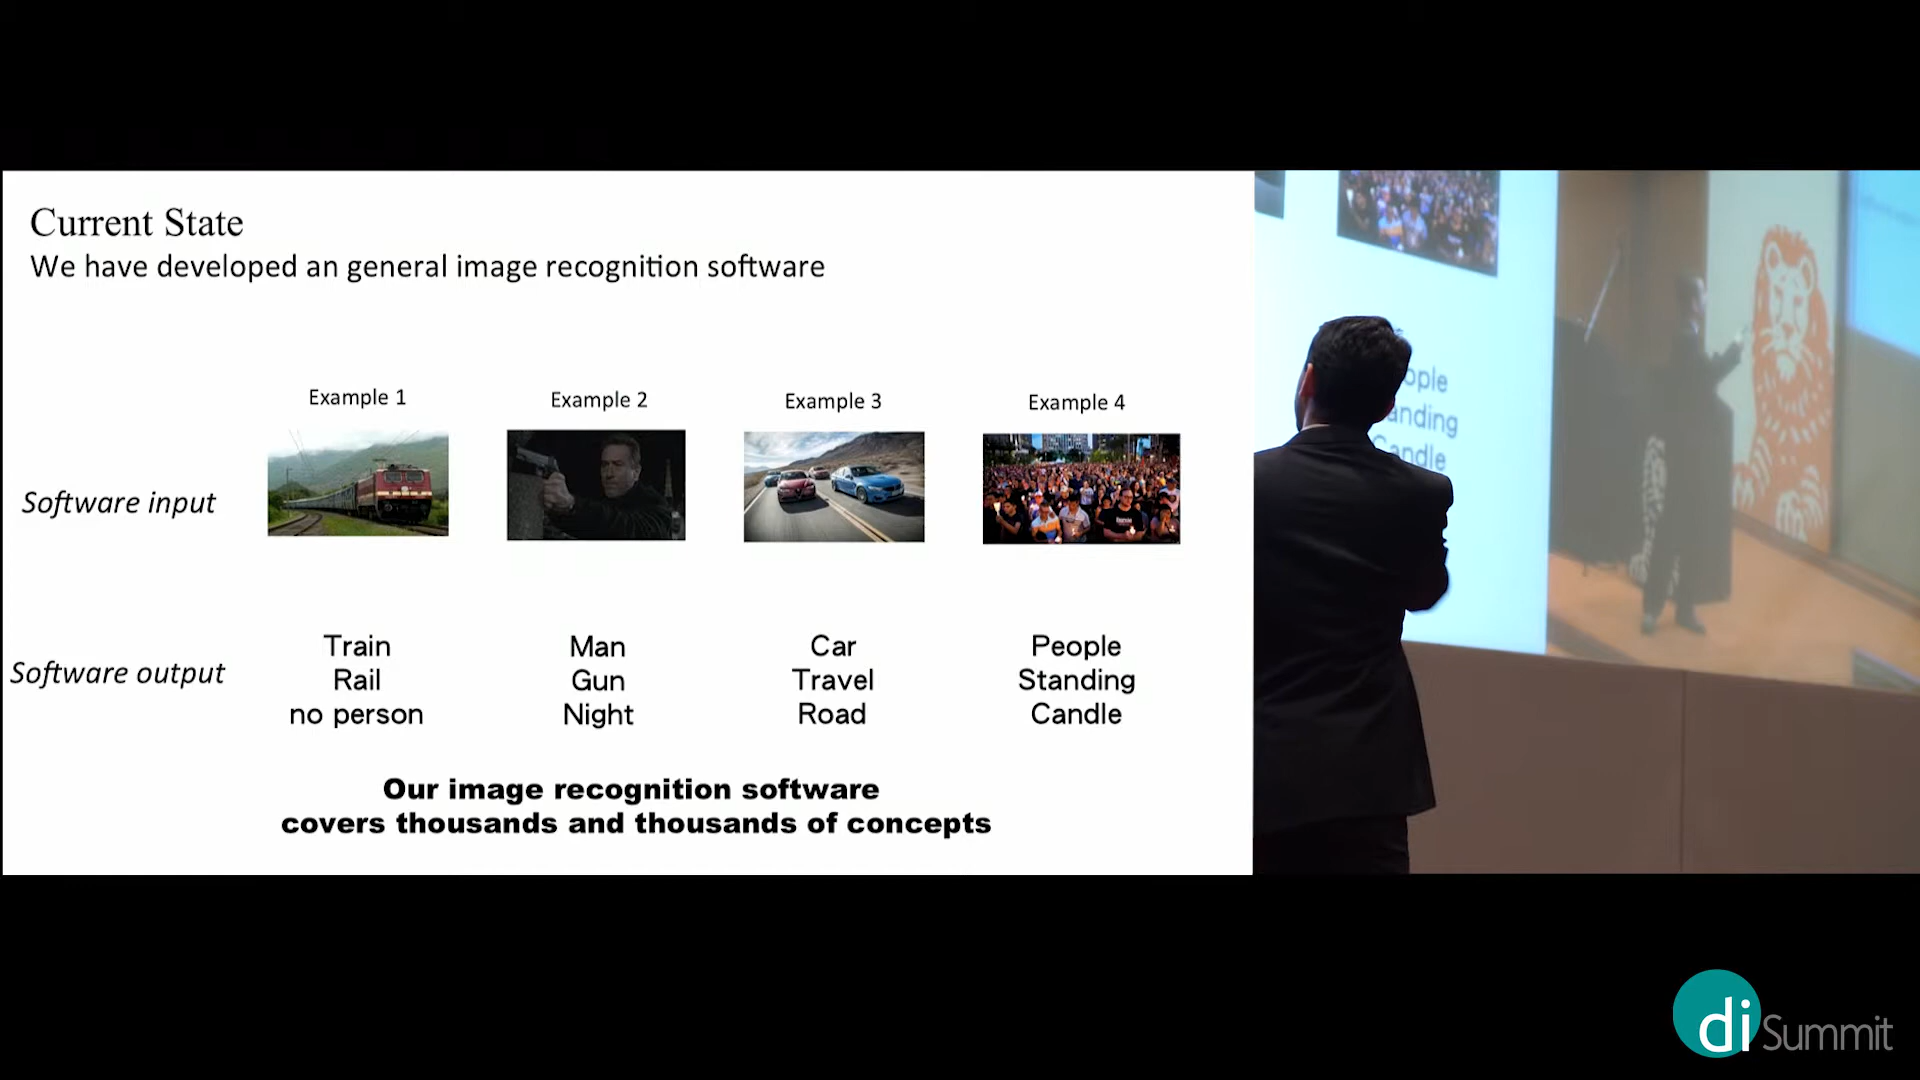 Current State
We have developed an general image recognition software
Example 1
Example 2
Example 3
Example 4
Software input
Software output
Train
Rail
no person
Man
Gun
Night
Car
Travel
Road
People
Standing
Candle
Our image recognition software
covers thousands and thousands of concepts
ople
anding
Candle
di Summit